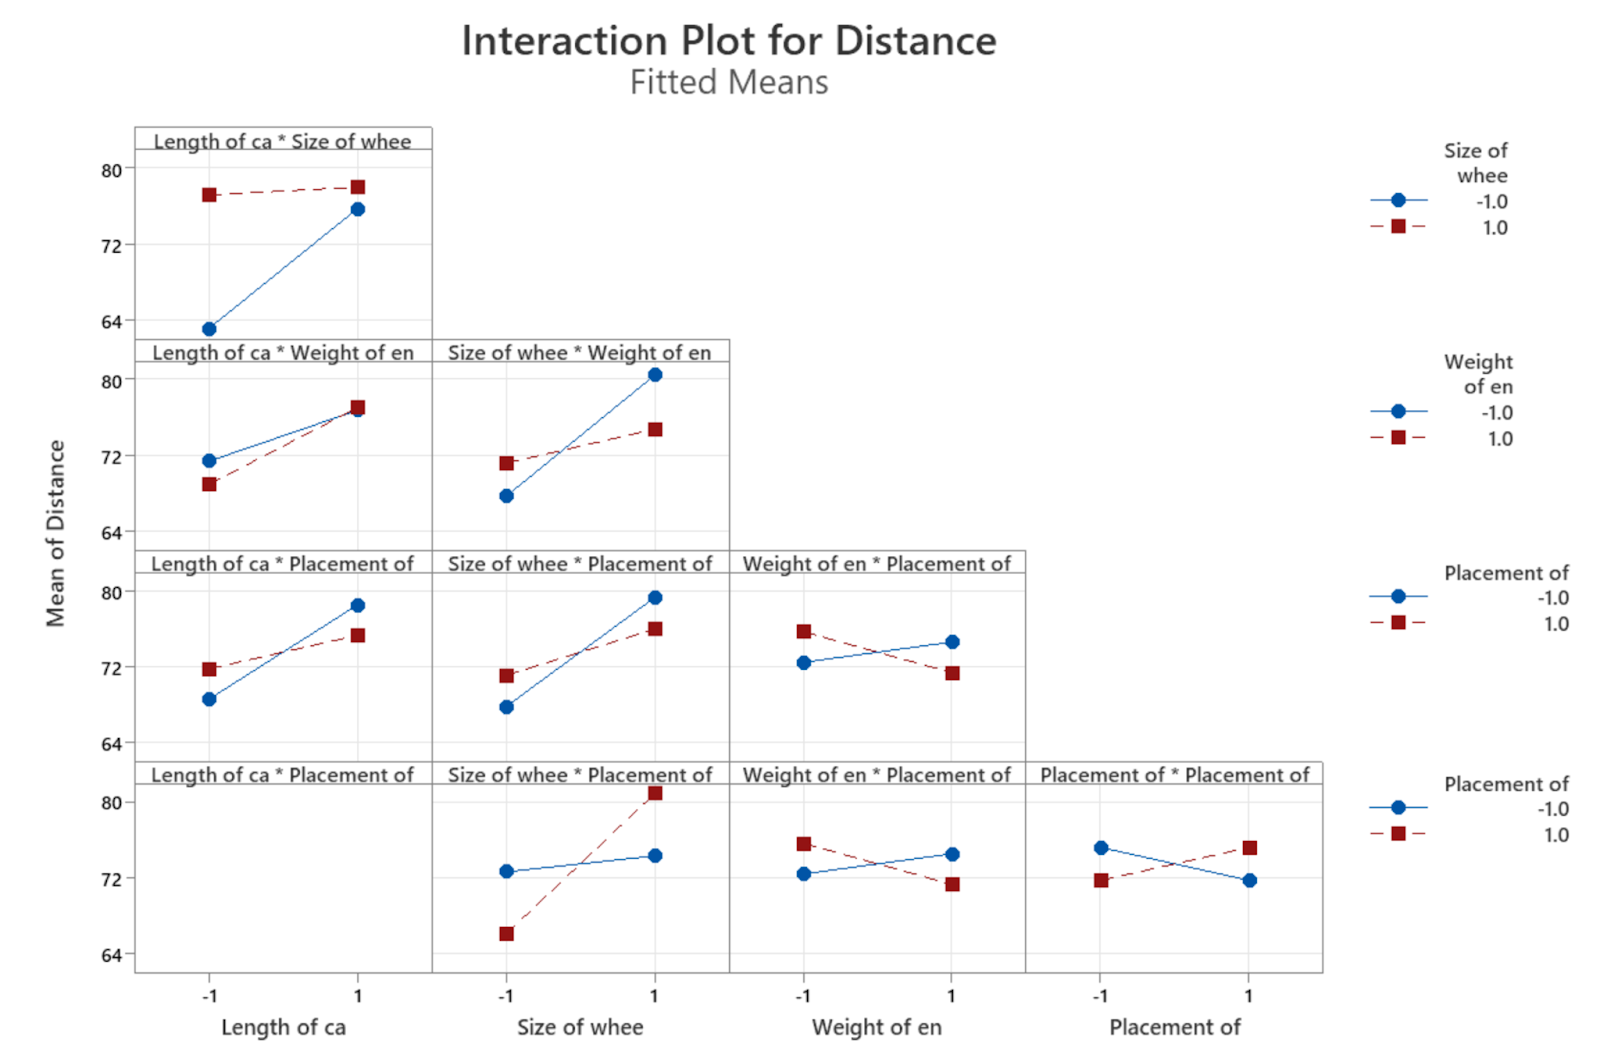 Interaction Plot for Distance
Fitted Means
Length of ca * Size of whee
80
72
64
Size of
whee
-1.0
1.0
Length of ca * Weight of en
Size of whee * Weight of en
80
72
64
Weight
of en
-1.0
1.0
Mean of Distance
Length of ca * Placement of
Size of whee * Placement of
Weight of en * Placement of
80
72
64
Placement of
-1.0
1.0
Length of ca * Placement of
Size of whee * Placement of
Weight of en * Placement of
Placement of * Placement of
80
72
64
Placement of
-1.0
1.0
-1 1 -1 1 -1 1 -1 1
Length of ca
Size of whee
Weight of en
Placement of